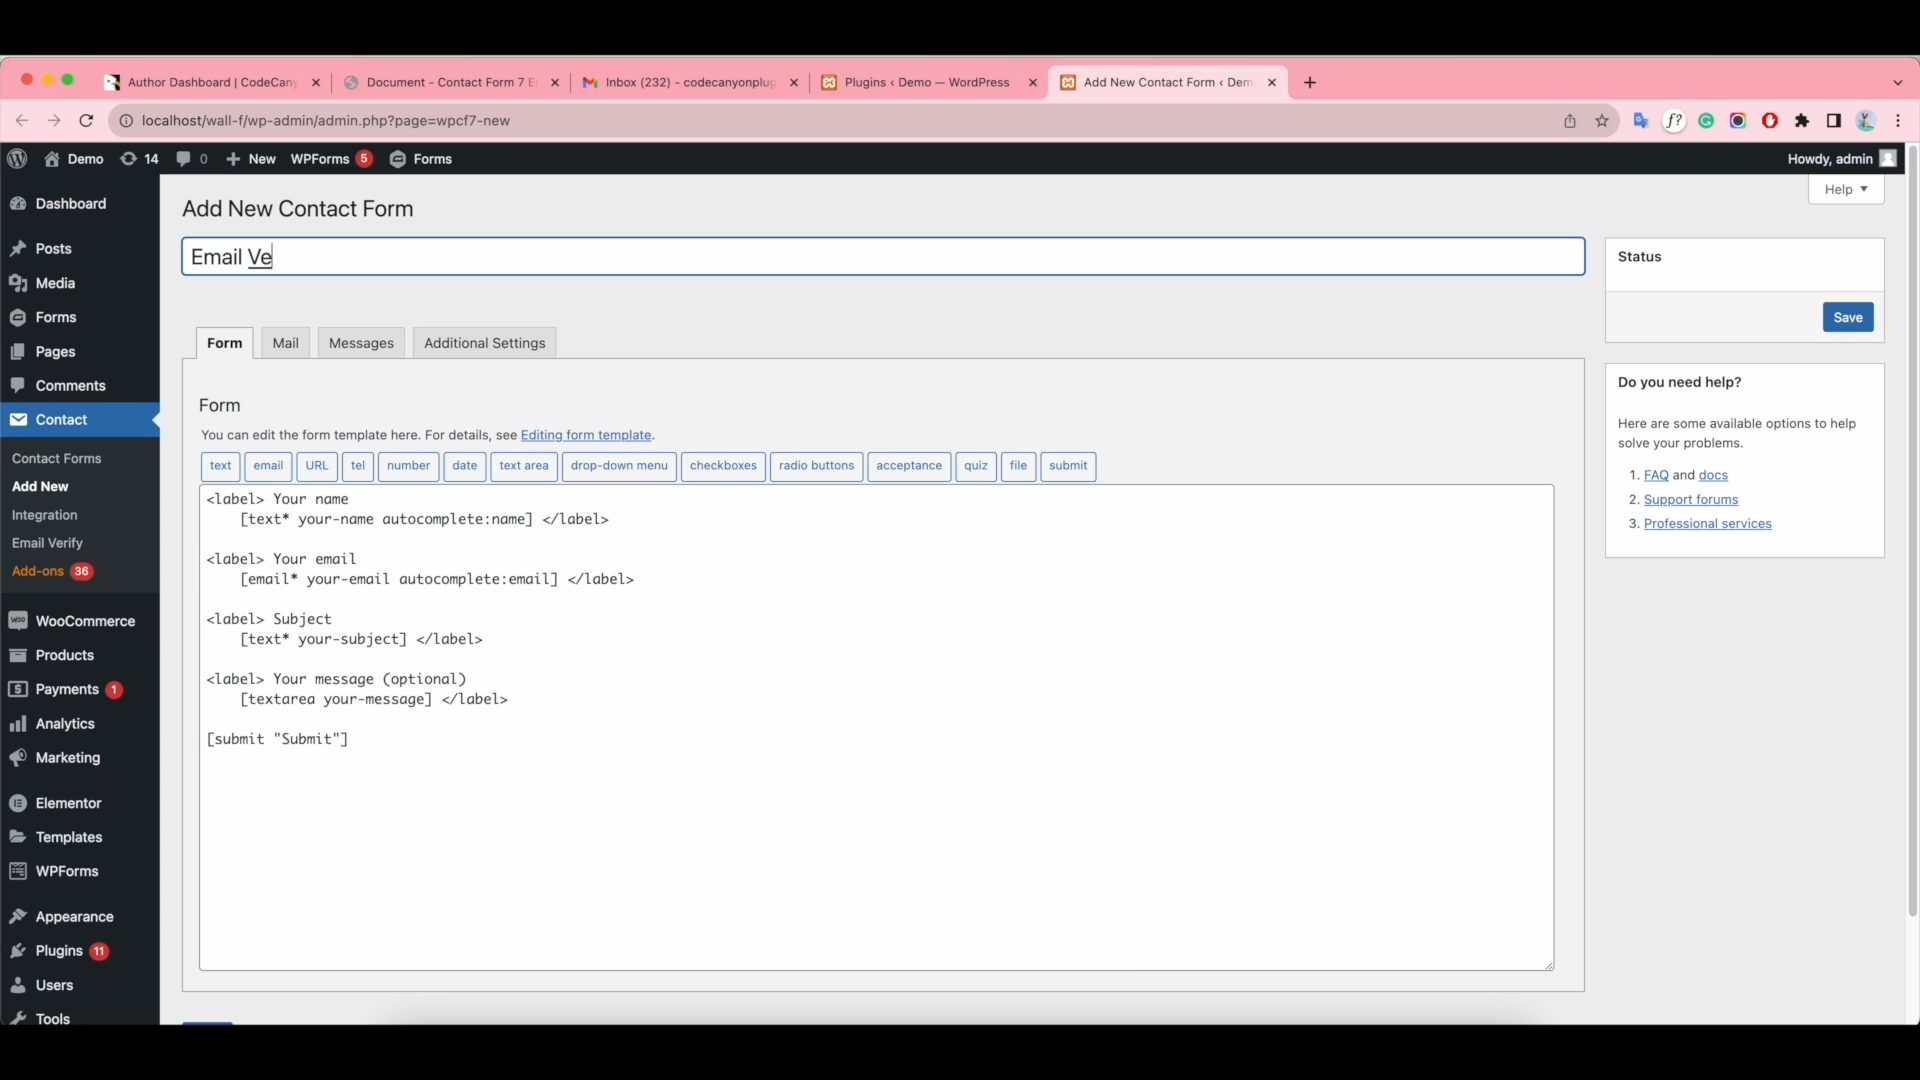 Author Dashboard | CodeCany
Document - Contact Form 7 E
Inbox (232) - codecanyonplug
Plugins ‹ Demo — WordPress
Add New Contact Form ‹ Dem
localhost/wall-f/wp-admin/admin.php?page=wpcf7-new
Demo 14 0 New WPForms 5 Forms Howdy, admin
Help
Dashboard
Posts
Media
Forms
Pages
Comments
Contact
Contact Forms
Add New
Integration
Email Verify
Add-ons 36
WooCommerce
Products
Payments 1
Analytics
Marketing
Elementor
Templates
WPForms
Appearance
Plugins 11
Users
Tools
Add New Contact Form
Email Ve
Form Mail Messages Additional Settings
Form
You can edit the form template here. For details, see Editing form template.
text email URL tel number date text area drop-down menu checkboxes radio buttons acceptance quiz file submit
<label> Your name
[text* your-name autocomplete:name] </label>
<label> Your email
[email* your-email autocomplete:email] </label>
<label> Subject
[text* your-subject] </label>
<label> Your message (optional)
[textarea your-message] </label>
[submit "Submit"]
Status
Save
Do you need help?
Here are some available options to help
solve your problems.
1. FAQ and docs
2. Support forums
3. Professional services